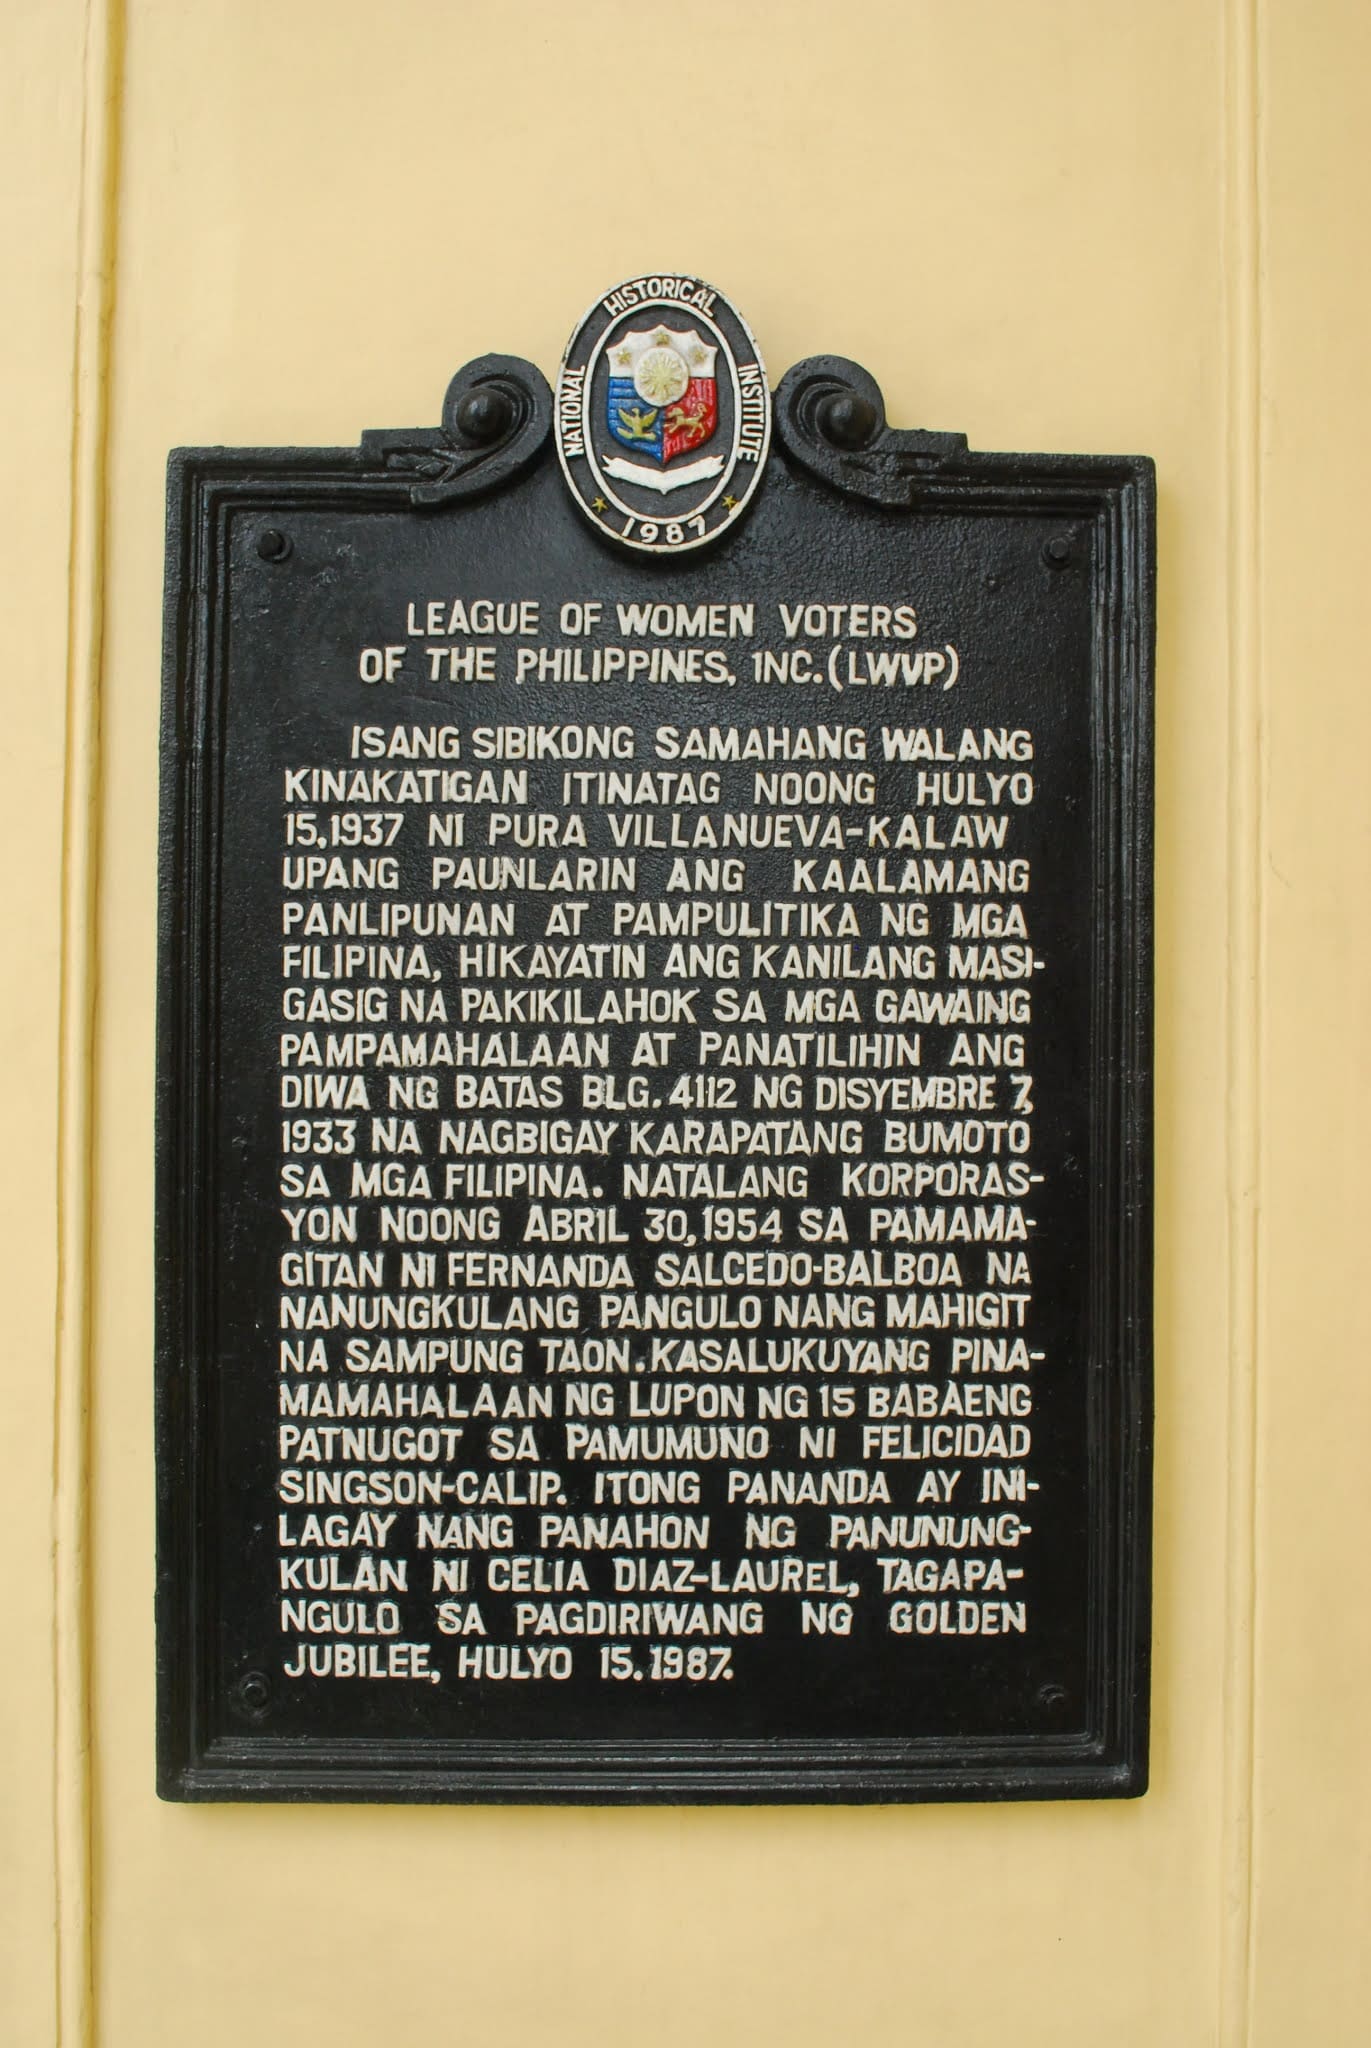 HISTORICAL
NATIONAL
INSTITUTE
1987
LEAGUE OF WOMEN VOTERS
OF THE PHILIPPINES, INC. (LWVP)
ISANG SIBIKONG SAMAHANG WALANG
KINAKATIGAN ITINATAG NOONG HULYO
15,1937 NI PURA VILLANUEVA-KALAW
UPANG PAUNLARIN ANG KAALAMANG
PANLIPUNAN AT PAMPULITIKA NG MGA
FILIPINA, HIKAYATIN ANG KANILANG MASI-
GASIG NA PAKIKILAHOK SA MGA GAWAING
PAMPAMAHALAAN AT PANATILIHIN ANG
DIWA NG BATAS BLG. 4112 NG DISYEMBRE 7,
1933 NA NAGBIGAY KARAPATANG BUMOTO
SA MGA FILIPINA. NATALANG KORPORAS-
YON NOONG ABRIL 30,1954 SA PAMAMA-
GITAN NI FERNANDA SALCEDO-BALBOA NA
NANUNGKULANG PANGULO NANG MAHIGIT
NA SAMPUNG TAON. KASALUKUYANG PINA-
MAMAHALAAN NG LUPON NG 15 BABAENG
PATNUGOT SA PAMUMUNO NI FELICIDAD
SINGSON-CALIP. ITONG PANANDA AY INI-
LAGAY NANG PANAHON NG PANUNUNG-
KULAN NI CELIA DIAZ-LAUREL, TAGAPA-
NGULO SA PAGDIRIWANG NG GOLDEN
JUBILEE, HULYO 15.1987.